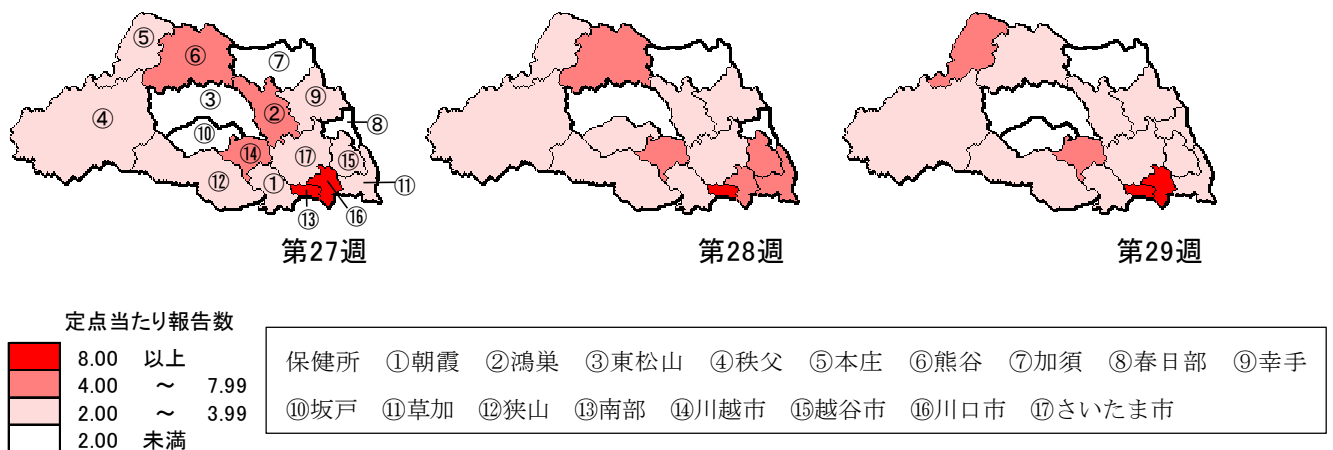 ⑤
⑥
⑦
③
⑨
④
②
⑧
⑩
⑭
⑰
⑮
⑫
①
⑪
⑬
⑯
第27週
第28週
第29週
定点当たり報告数
8.00 以上
4.00 ～ 7.99
2.00 ～ 3.99
2.00 未満
保健所 ①朝霞 ②鴻巣 ③東松山 ④秩父 ⑤本庄 ⑥熊谷 ⑦加須 ⑧春日部 ⑨幸手
⑩坂戸 ⑪草加 ⑫狭山 ⑬南部 ⑭川越市 ⑮越谷市 ⑯川口市 ⑰さいたま市